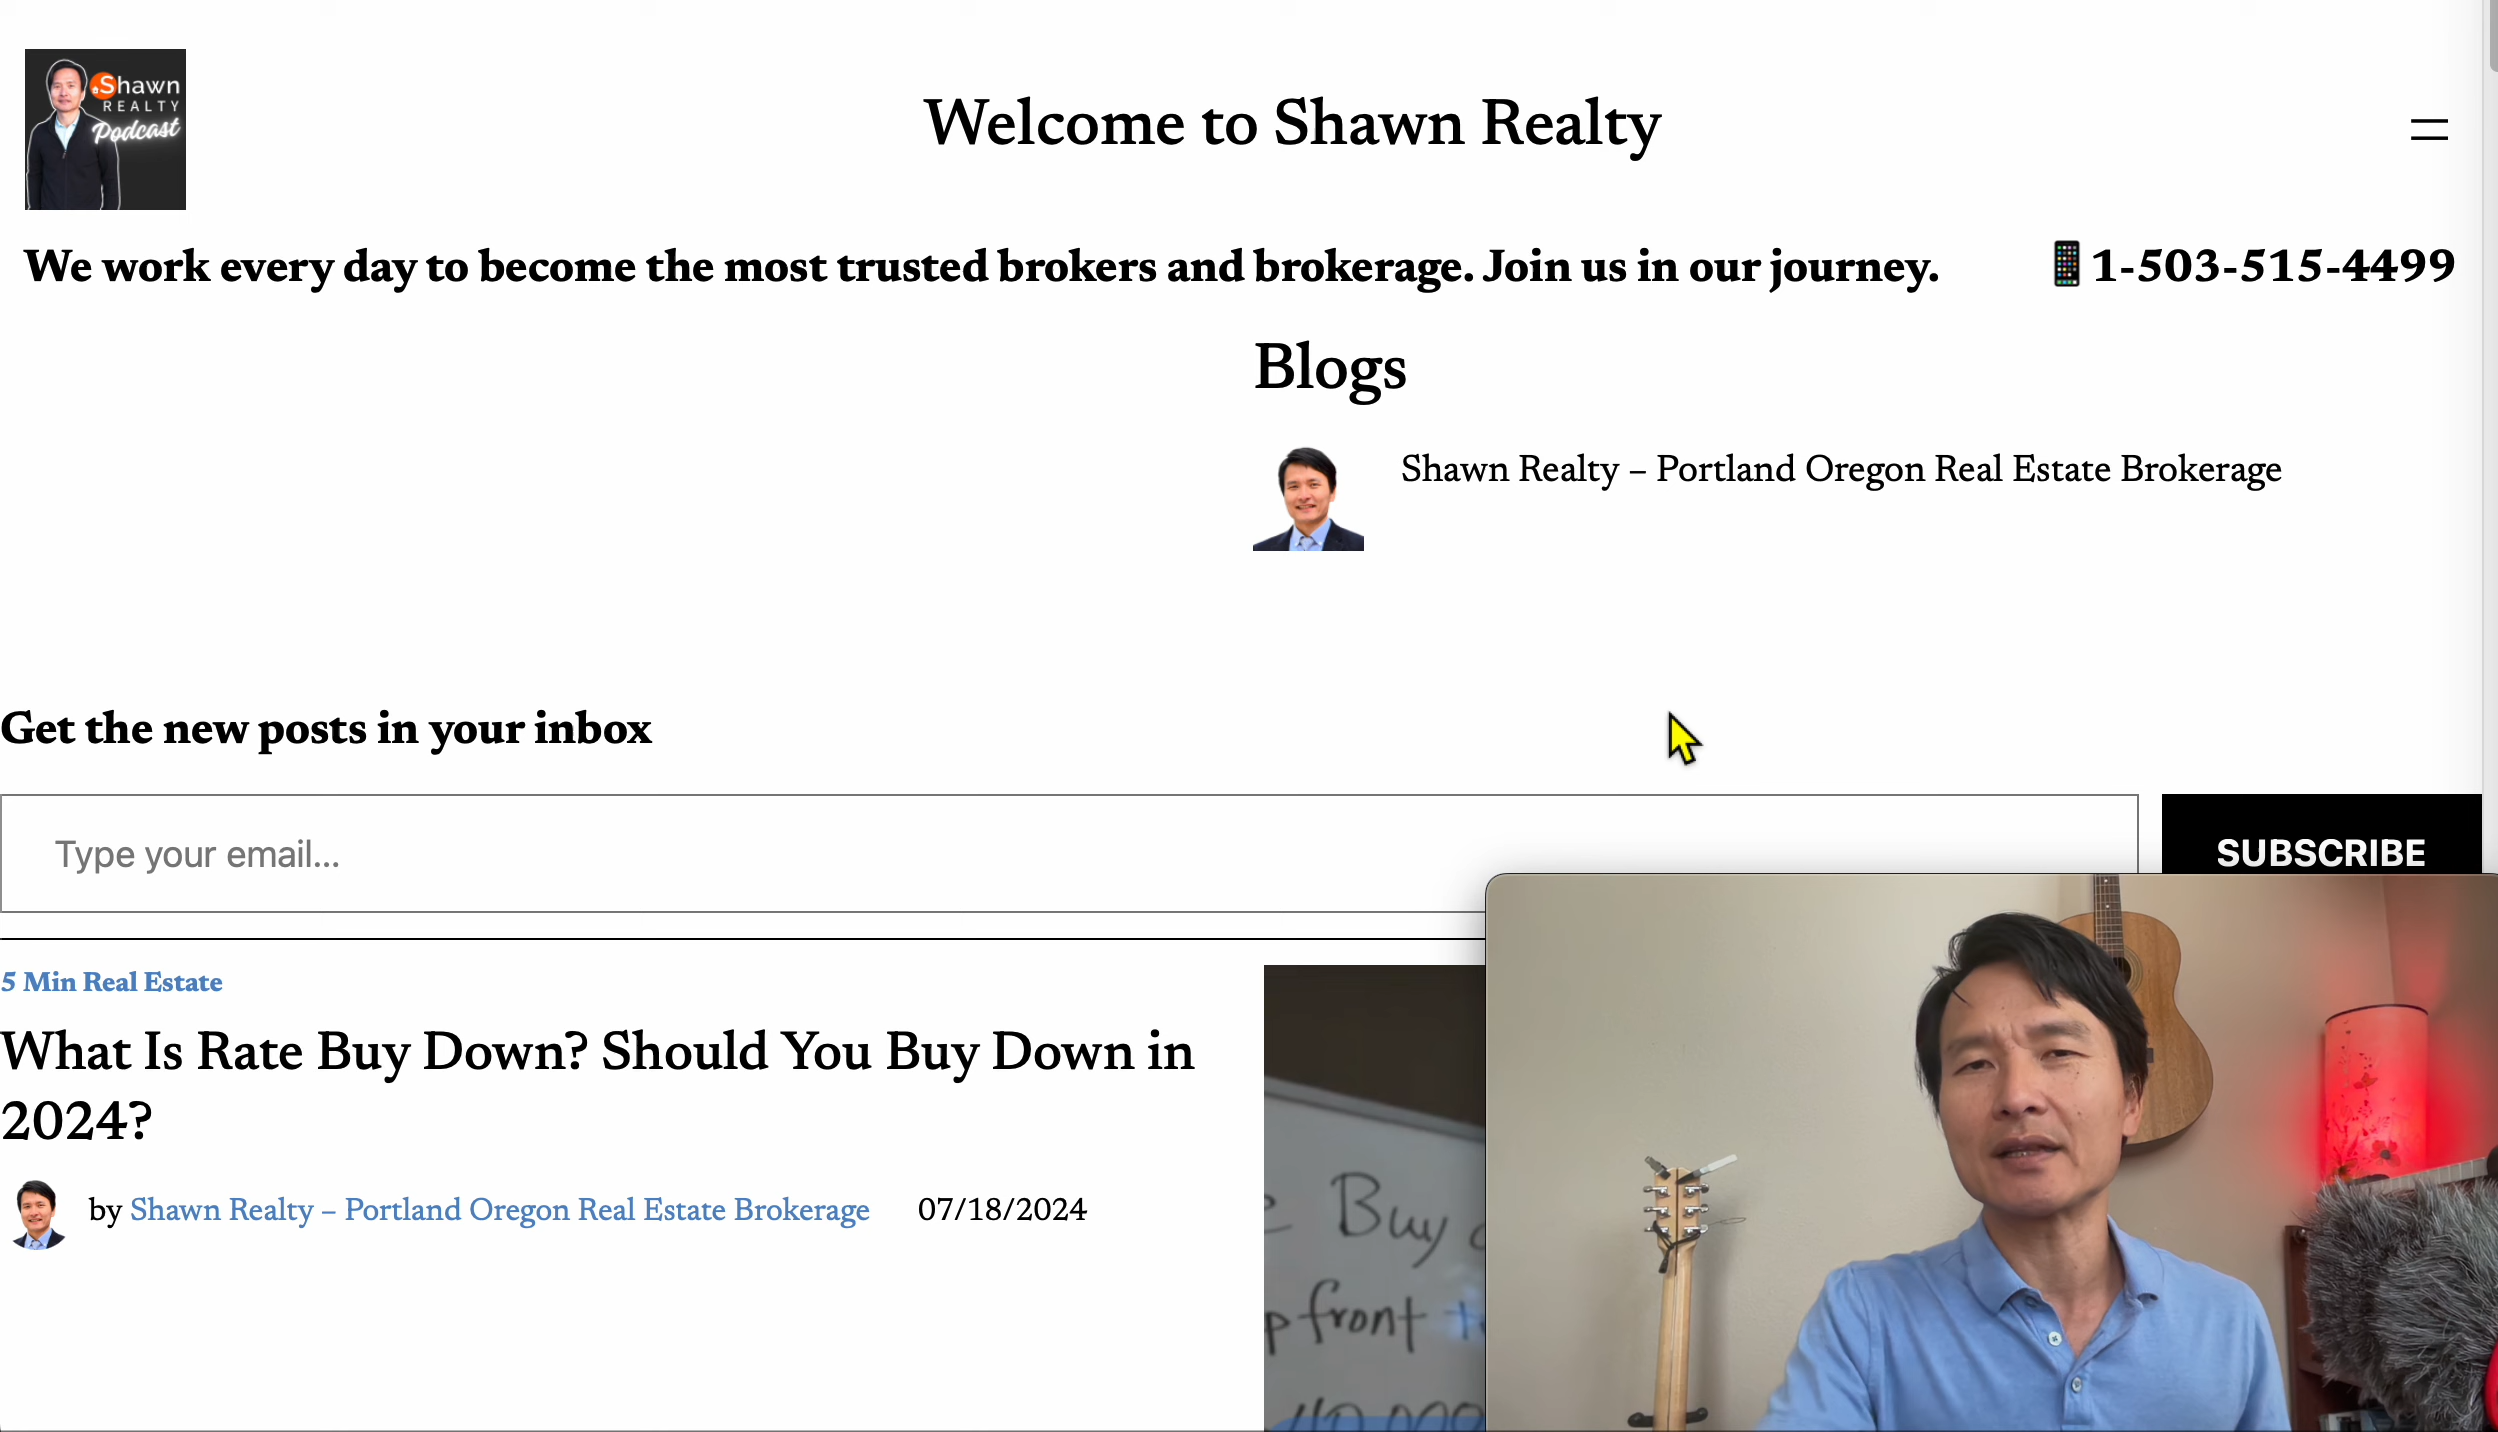 Shawn
REALTY
Podcast
Welcome to Shawn Realty
We work every day to become the most trusted brokers and brokerage. Join us in our journey.
1-503-515-4499
Blogs
Shawn Realty – Portland Oregon Real Estate Brokerage
Get the new posts in your inbox
Type your email...
SUBSCRIBE
5 Min Real Estate
What Is Rate Buy Down? Should You Buy Down in
2024?
by Shawn Realty – Portland Oregon Real Estate Brokerage
07/18/2024
Buy
front